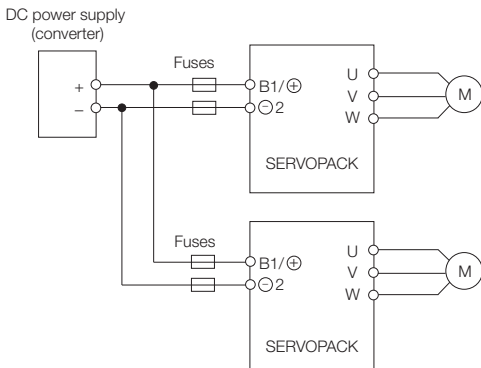 DC power supply
(converter)
Fuses
+
−
B1/⊕
⊖2
U
V
W
M
SERVOPACK
Fuses
B1/⊕
⊖2
U
V
W
M
SERVOPACK